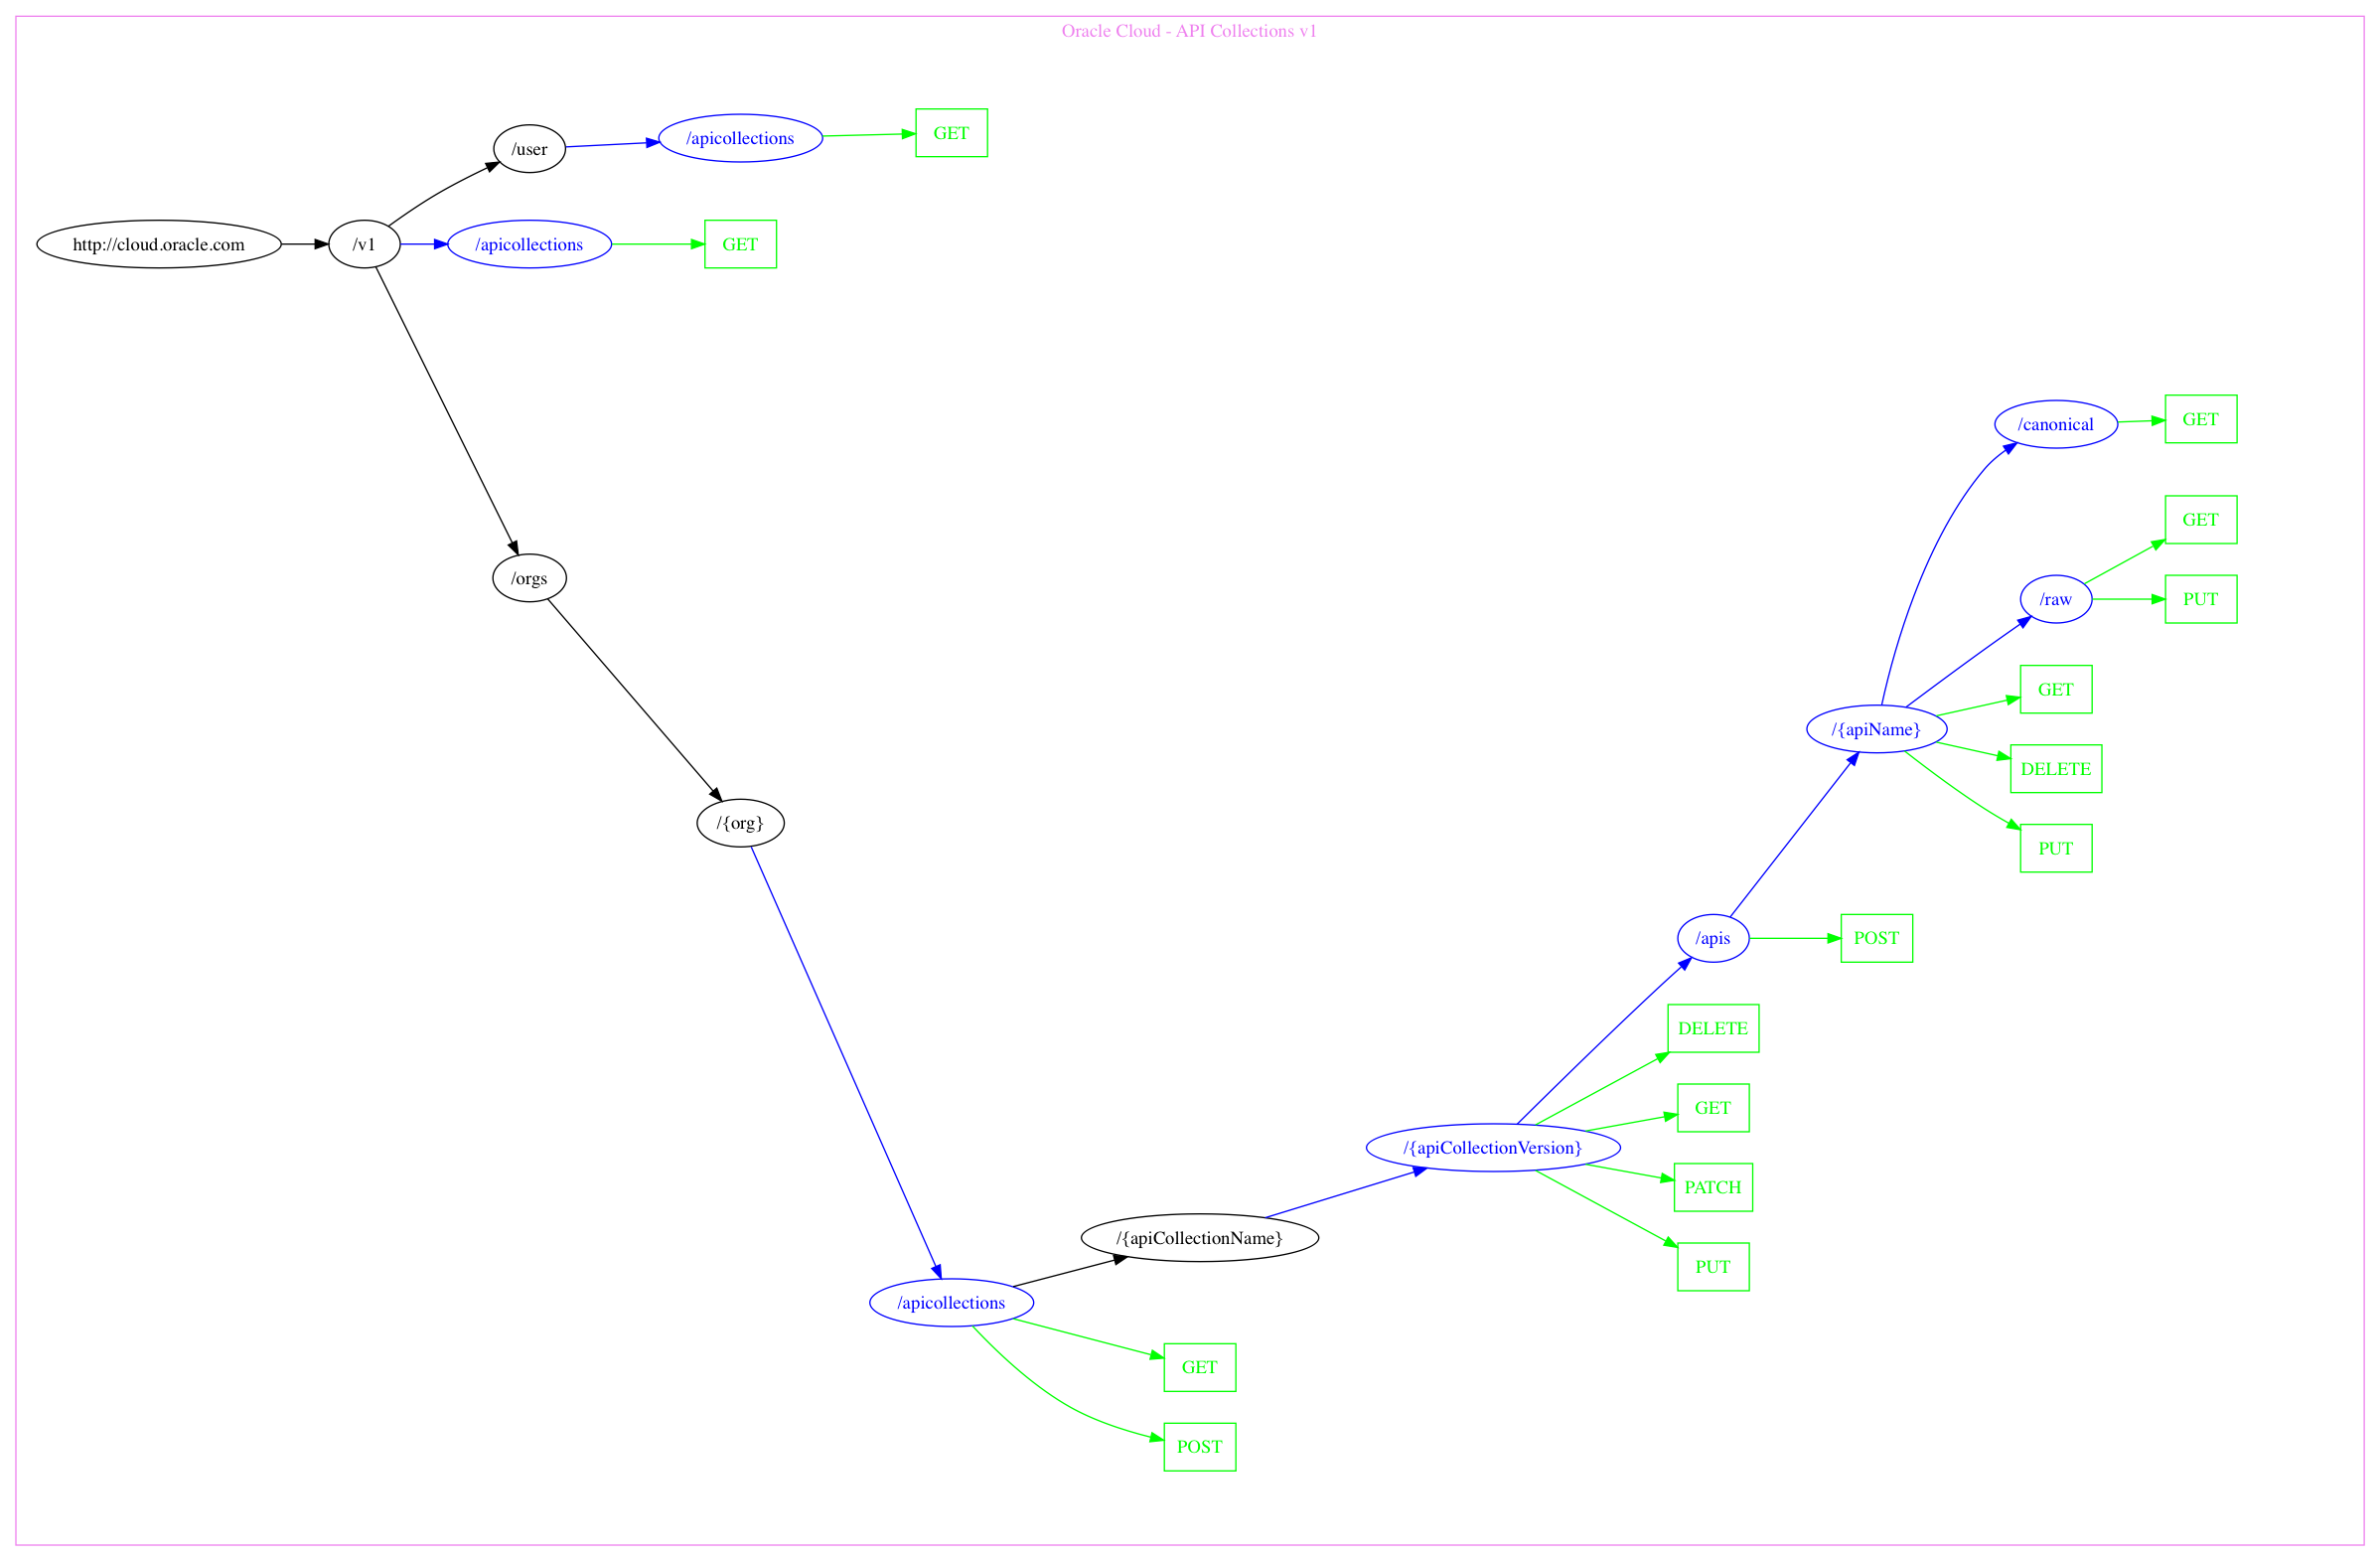 Oracle Cloud - API Collections v1
/user
/apicollections
GET
http://cloud.oracle.com
/v1
/apicollections
GET
/orgs
/{org}
/apicollections
/{apiCollectionName}
GET
POST
/{apiCollectionVersion}
/apis
DELETE
GET
PATCH
PUT
/{apiName}
POST
/canonical
GET
/raw
GET
PUT
GET
DELETE
PUT